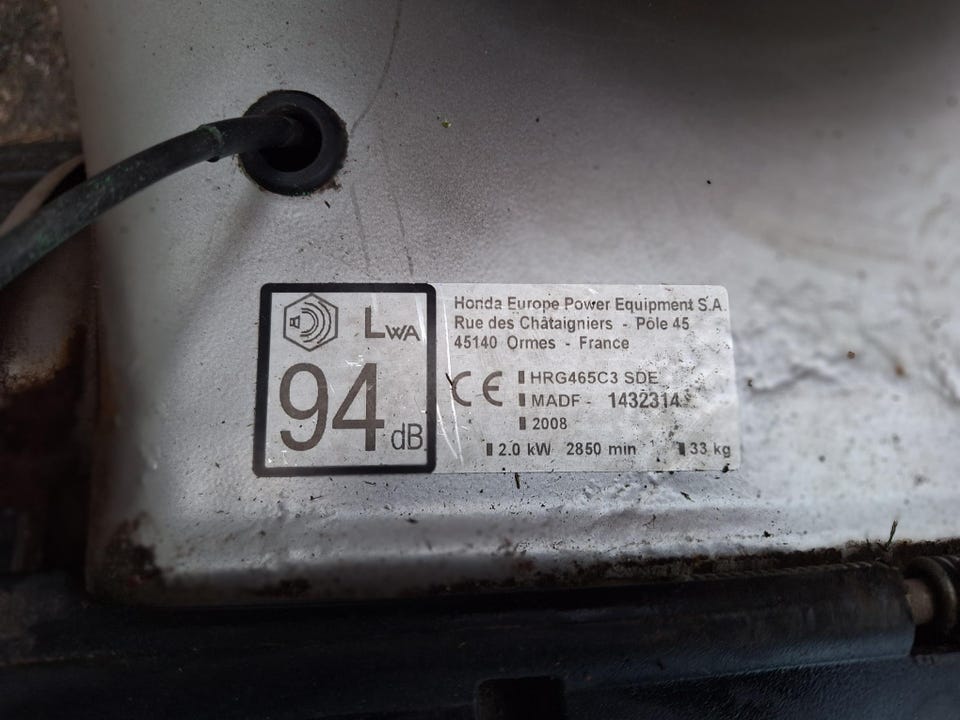 LWA
94 dB
Honda Europe Power Equipment S.A.
Rue des Châtaigniers - Pôle 45
45140 Ormes - France
CE
HRG465C3 SDE
MADF - 1432314
2008
2.0 kW 2850 min 33 kg